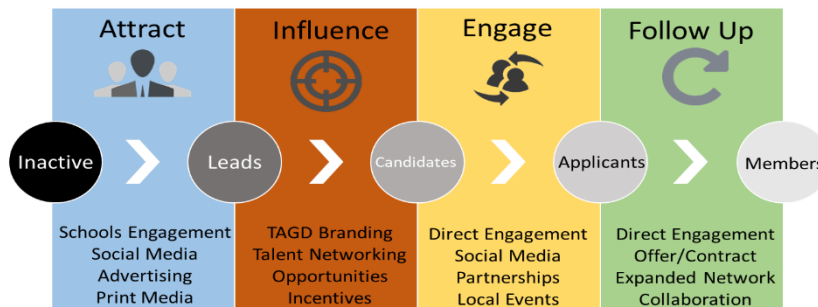 Attract
Influence
Engage
Follow Up
Inactive
Leads
Candidates
Applicants
Members
Schools Engagement
Social Media
Advertising
Print Media
TAGD Branding
Talent Networking
Opportunities
Incentives
Direct Engagement
Social Media
Partnerships
Local Events
Direct Engagement
Offer/Contract
Expanded Network
Collaboration